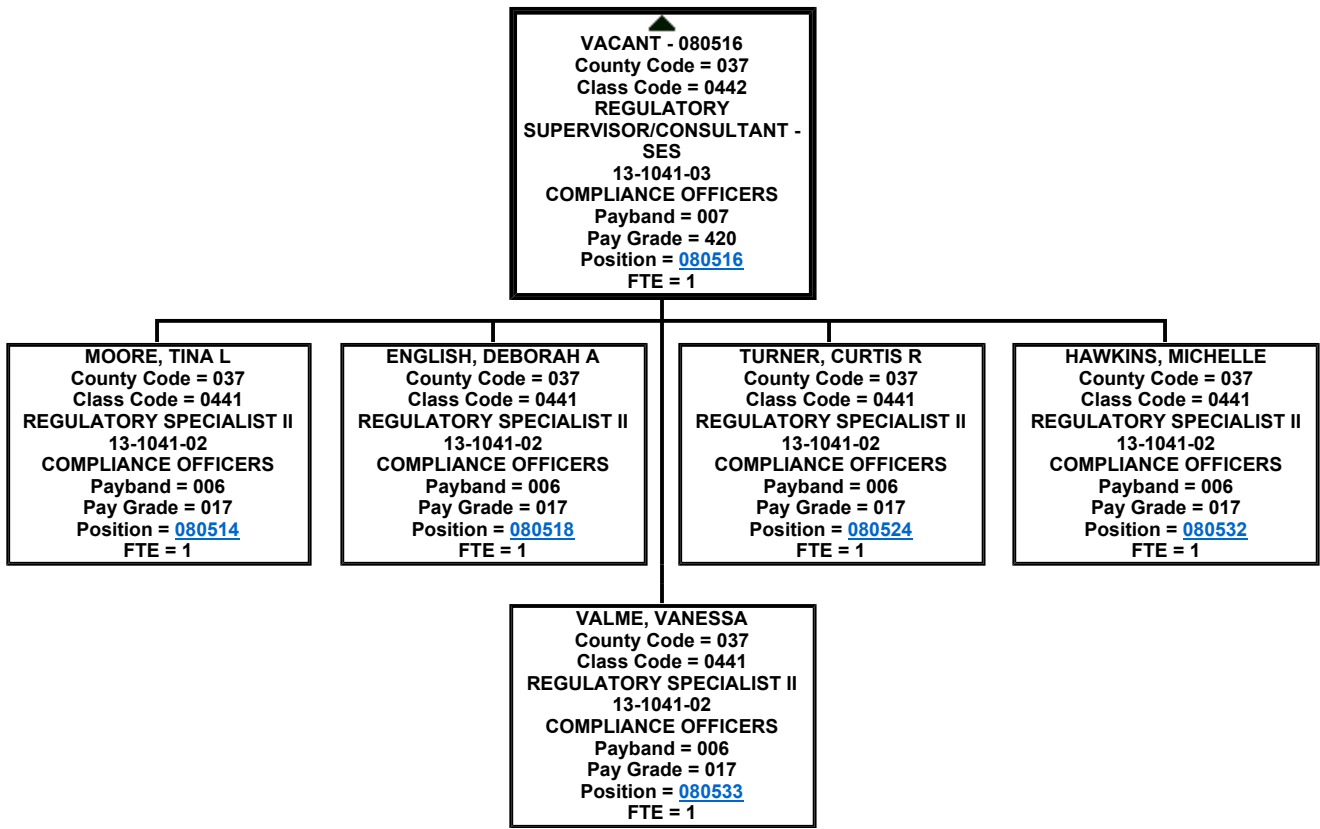 VACANT - 080516
County Code = 037
Class Code = 0442
REGULATORY
SUPERVISOR/CONSULTANT -
SES
13-1041-03
COMPLIANCE OFFICERS
Payband = 007
Pay Grade = 420
Position = 080516
FTE = 1
MOORE, TINA L
County Code = 037
Class Code = 0441
REGULATORY SPECIALIST II
13-1041-02
COMPLIANCE OFFICERS
Payband = 006
Pay Grade = 017
Position = 080514
FTE = 1
ENGLISH, DEBORAH A
County Code = 037
Class Code = 0441
REGULATORY SPECIALIST II
13-1041-02
COMPLIANCE OFFICERS
Payband = 006
Pay Grade = 017
Position = 080518
FTE = 1
TURNER, CURTIS R
County Code = 037
Class Code = 0441
REGULATORY SPECIALIST II
13-1041-02
COMPLIANCE OFFICERS
Payband = 006
Pay Grade = 017
Position = 080524
FTE = 1
HAWKINS, MICHELLE
County Code = 037
Class Code = 0441
REGULATORY SPECIALIST II
13-1041-02
COMPLIANCE OFFICERS
Payband = 006
Pay Grade = 017
Position = 080532
FTE = 1
VALME, VANESSA
County Code = 037
Class Code = 0441
REGULATORY SPECIALIST II
13-1041-02
COMPLIANCE OFFICERS
Payband = 006
Pay Grade = 017
Position = 080533
FTE = 1